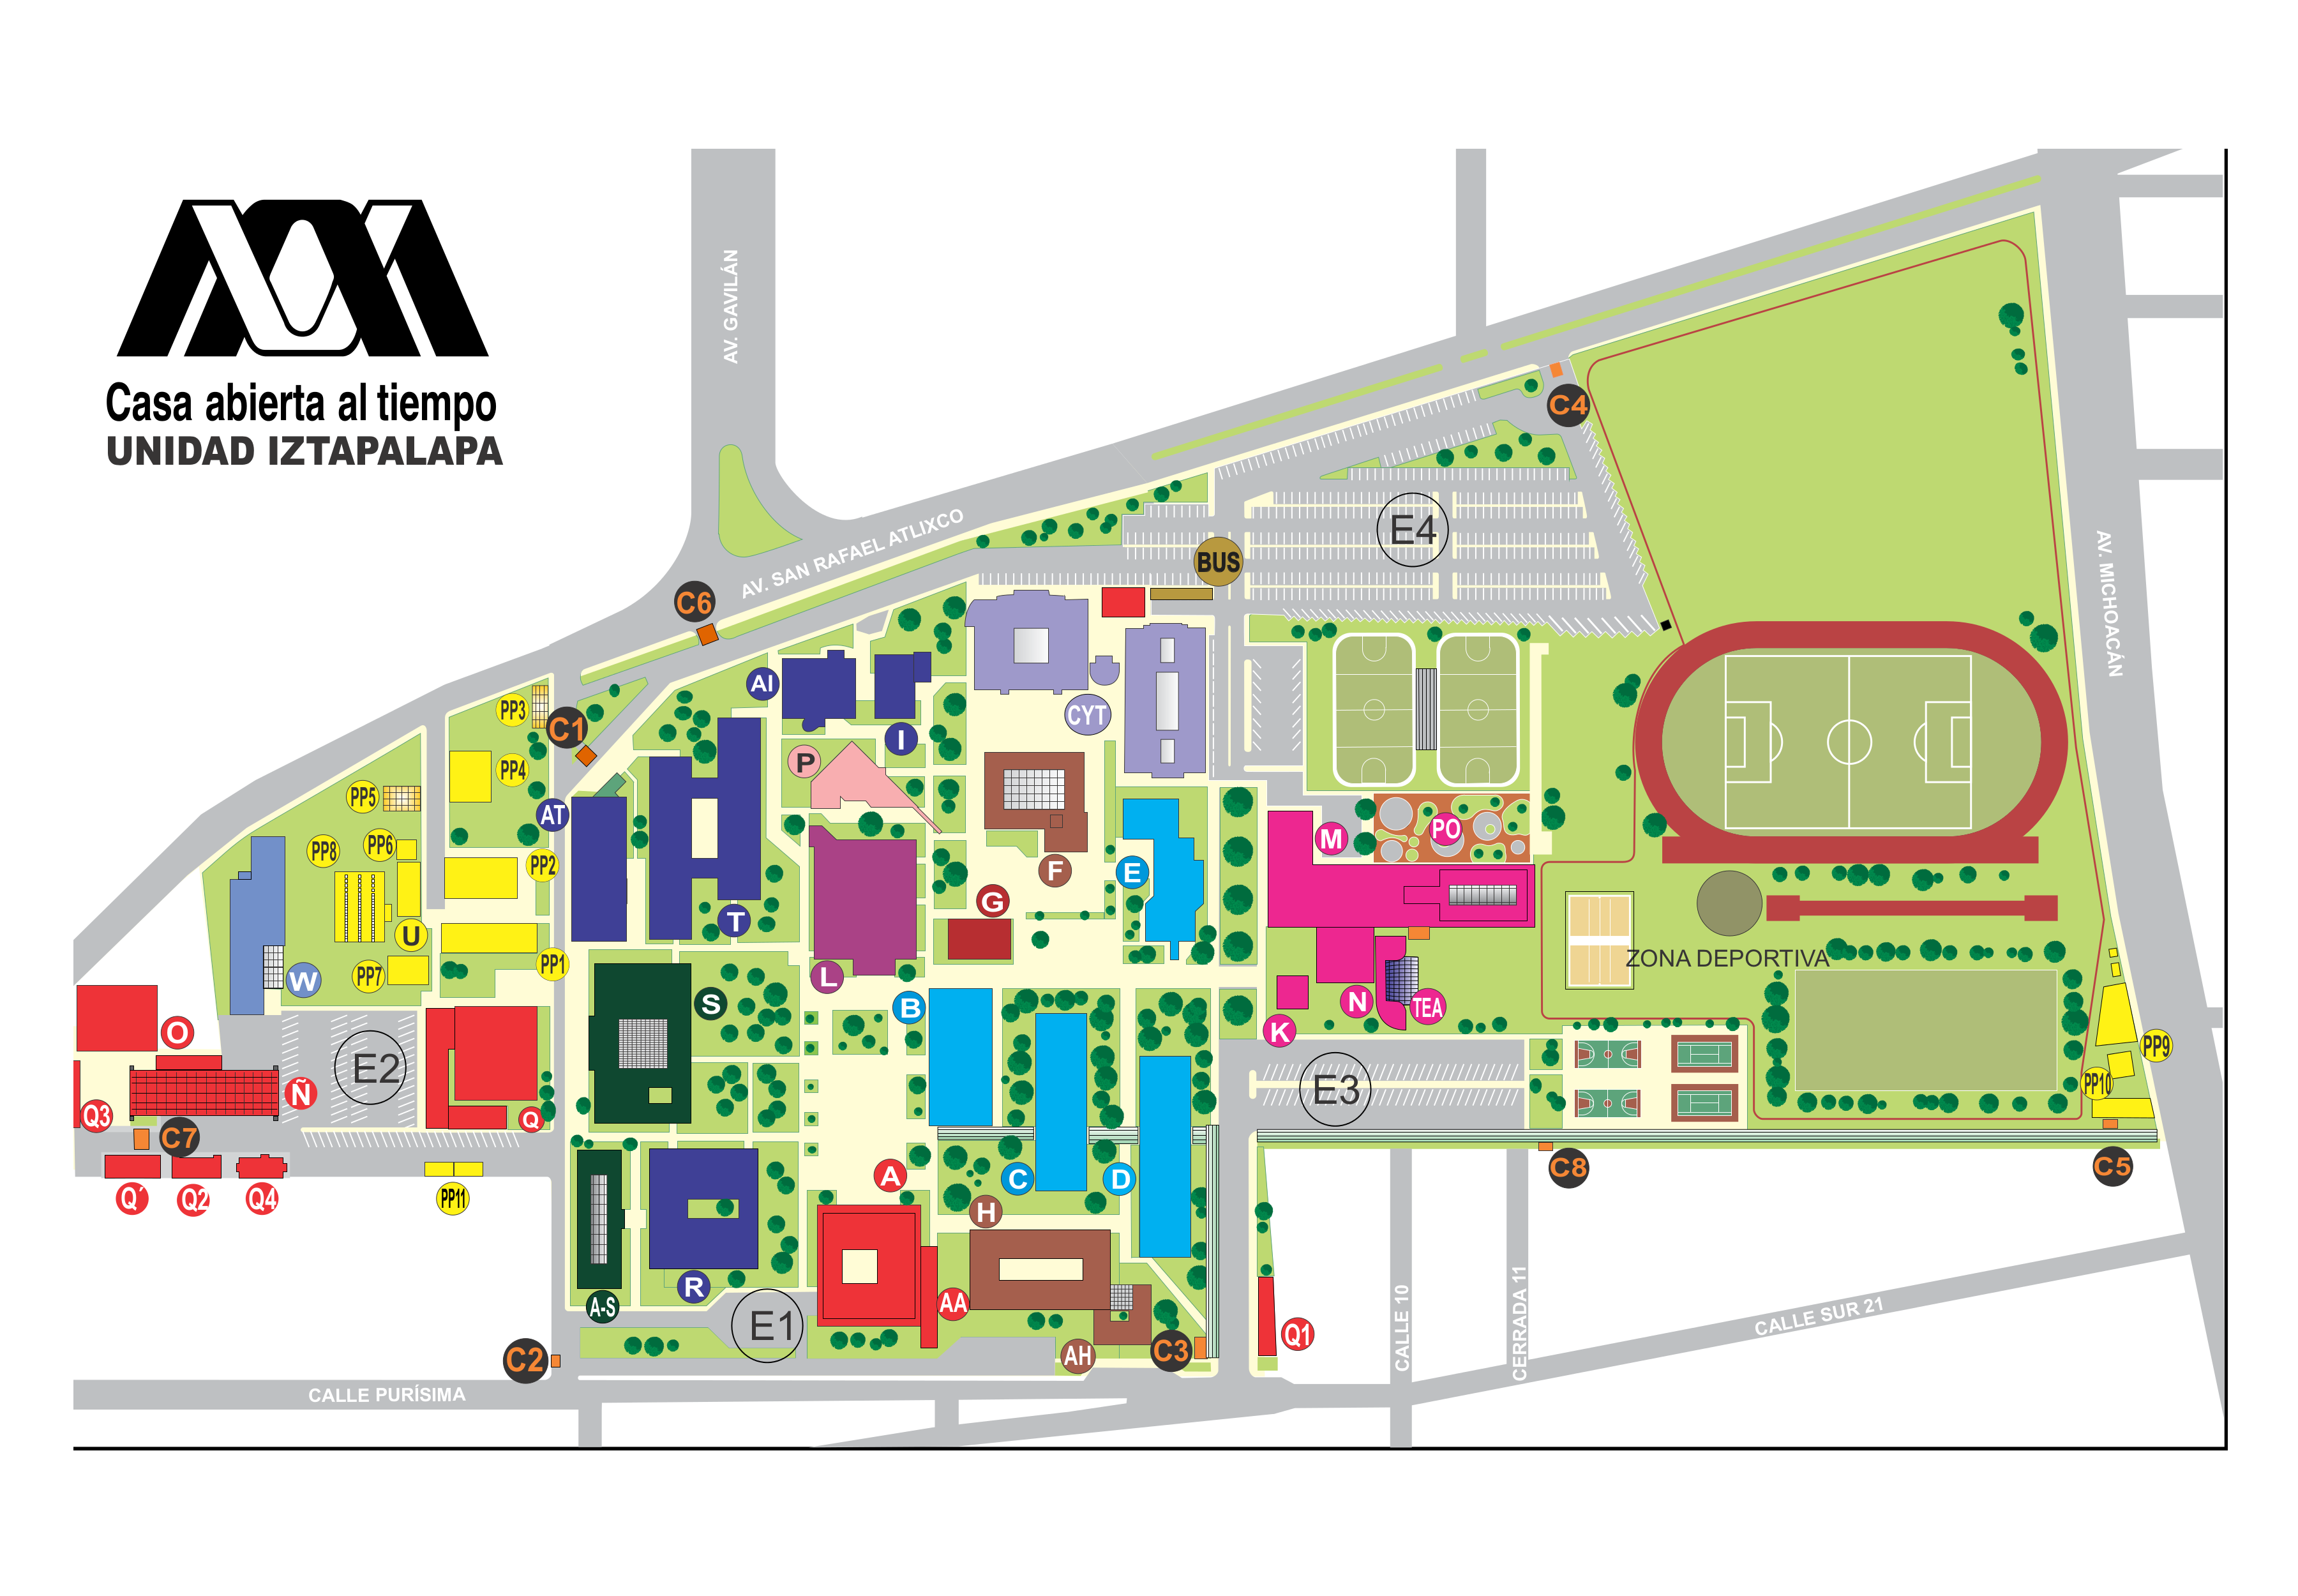 Casa abierta al tiempo
UNIDAD IZTAPALAPA
AV. GAVILÁN
AV. SAN RAFAEL ATLIXCO
AV. MICHOACÁN
C4
E4
BUS
C6
AI
PP3
C1
I
CYT
P
PP4
PP5
AT
M
PO
PP8
PP6
PP2
F
E
G
T
U
ZONA DEPORTIVA
PP1
PP7
W
L
S
B
N
TEA
K
O
E2
Ñ
E3
PP9
PP10
Q3
Q
C7
Q´
Q2
Q4
PP11
A
C
D
C8
C5
H
R
A-S
AA
E1
Q1
C2
AH
C3
CALLE 10
CERRADA 11
CALLE SUR 21
CALLE PURÍSIMA